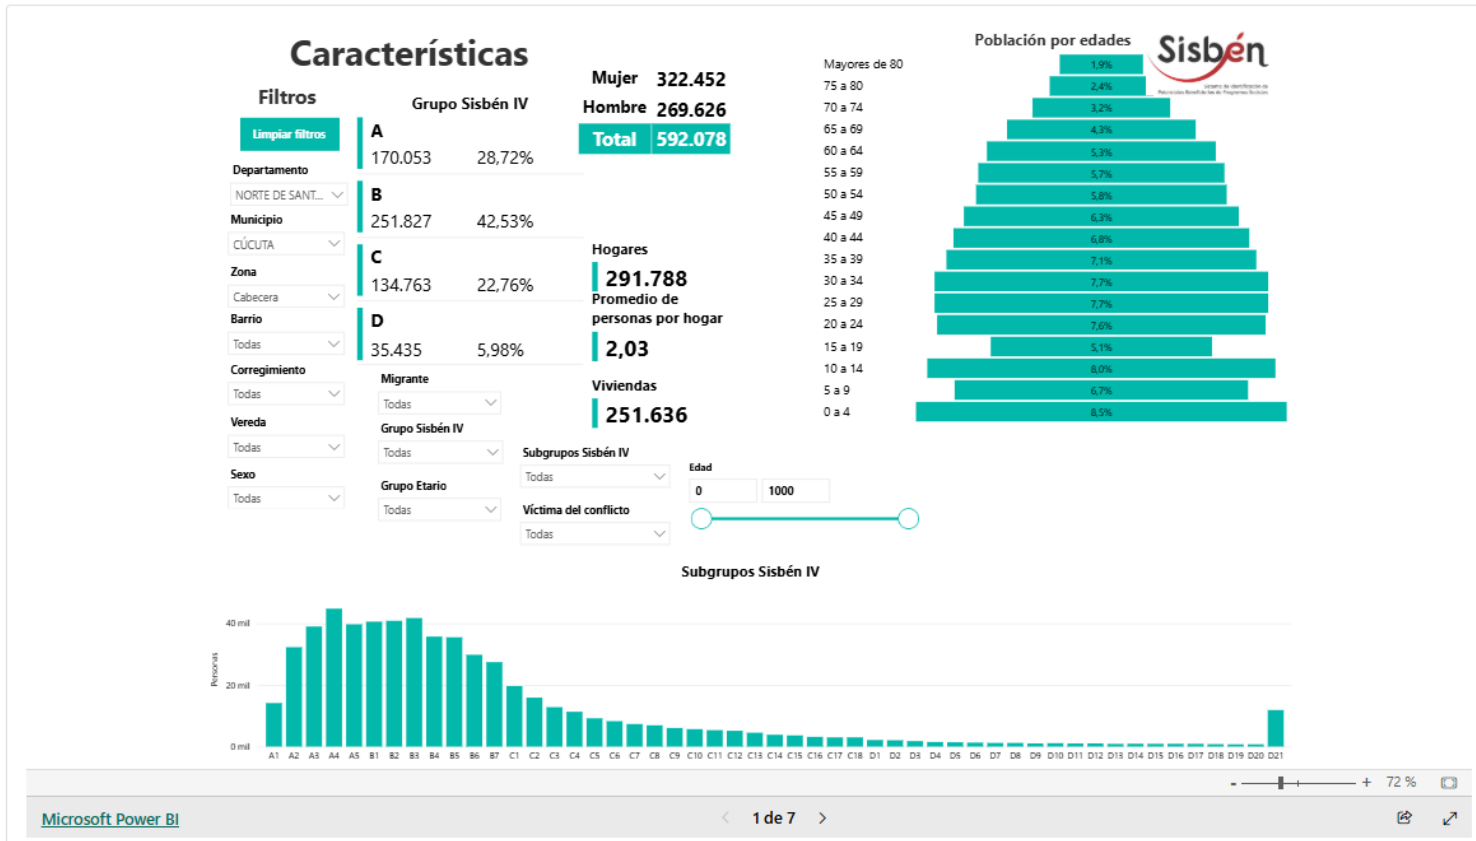 Características
Filtros
Limpiar filtros
Departamento
NORTE DE SANT...
Municipio
CÚCUTA
Zona
Cabecera
Barrio
Todas
Corregimiento
Todas
Vereda
Todas
Sexo
Todas
Grupo Sisbén IV
A
170.053 28,72%
B
251.827 42,53%
C
134.763 22,76%
D
35.435 5,98%
Migrante
Todas
Grupo Sisbén IV
Todas
Grupo Etario
Todas
Mujer 322.452
Hombre 269.626
Total 592.078
Hogares
291.788
Promedio de
personas por hogar
2,03
Viviendas
251.636
Subgrupos Sisbén IV
Todas
Víctima del conflicto
Todas
Edad
0 1000
Población por edades
Sisbén
Sistema de Identificación de
Potenciales Beneficiarios de Programas Sociales
Mayores de 80 1,9%
75 a 80 2,4%
70 a 74 3,2%
65 a 69 4,3%
60 a 64 5,3%
55 a 59 5,7%
50 a 54 5,8%
45 a 49 6,3%
40 a 44 6,8%
35 a 39 7,1%
30 a 34 7,7%
25 a 29 7,7%
20 a 24 7,6%
15 a 19 5,1%
10 a 14 8,0%
5 a 9 6,7%
0 a 4 8,5%
Subgrupos Sisbén IV
Personas
40 mil
20 mil
0 mil
A1 A2 A3 A4 A5 B1 B2 B3 B4 B5 B6 B7 C1 C2 C3 C4 C5 C6 C7 C8 C9 C10 C11 C12 C13 C14 C15 C16 C17 C18 D1 D2 D3 D4 D5 D6 D7 D8 D9 D10 D11 D12 D13 D14 D15 D16 D17 D18 D19 D20 D21
- + 72 %
Microsoft Power BI
1 de 7